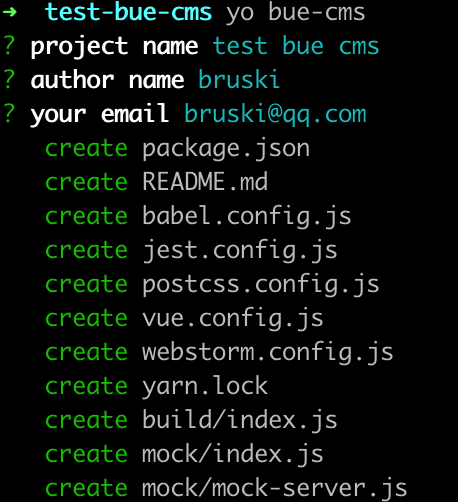 ➜ test-bue-cms yo bue-cms
? project name test bue cms
? author name bruski
? your email bruski@qq.com
create package.json
create README.md
create babel.config.js
create jest.config.js
create postcss.config.js
create vue.config.js
create webstorm.config.js
create yarn.lock
create build/index.js
create mock/index.js
create mock/mock-server.js